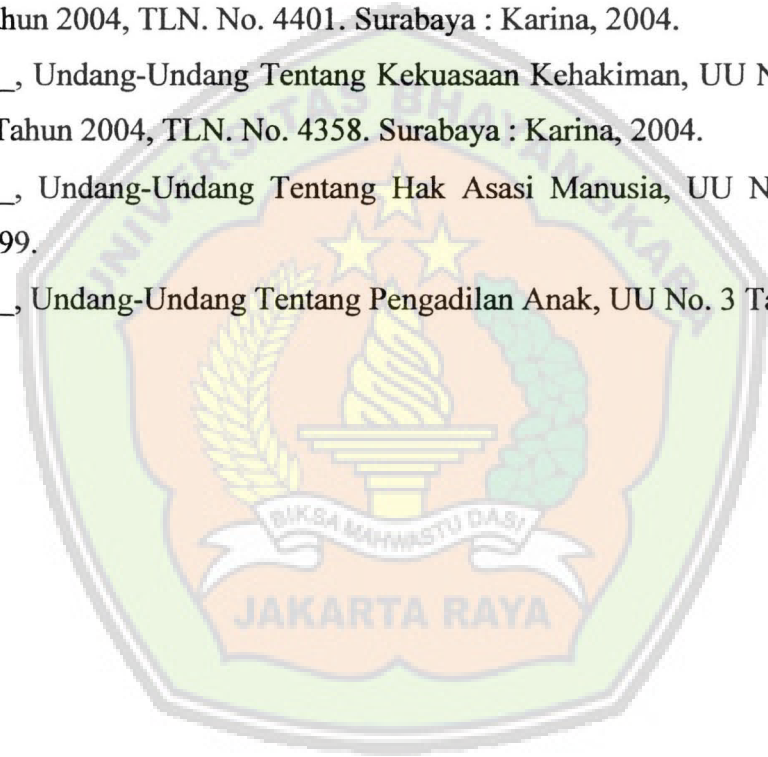 hun 2004, TLN. No. 4401. Surabaya : Karina, 2004.
_, Undang-Undang Tentang Kekuasaan Kehakiman, UU N
Tahun 2004, TLN. No. 4358. Surabaya : Karina, 2004.
_, Undang-Undang Tentang Hak Asasi Manusia, UU N
99.
_, Undang-Undang Tentang Pengadilan Anak, UU No. 3 Ta
UNIVERSITAS BHAYANGKARA
BIKSA MAHWASTU DASI
JAKARTA RAYA